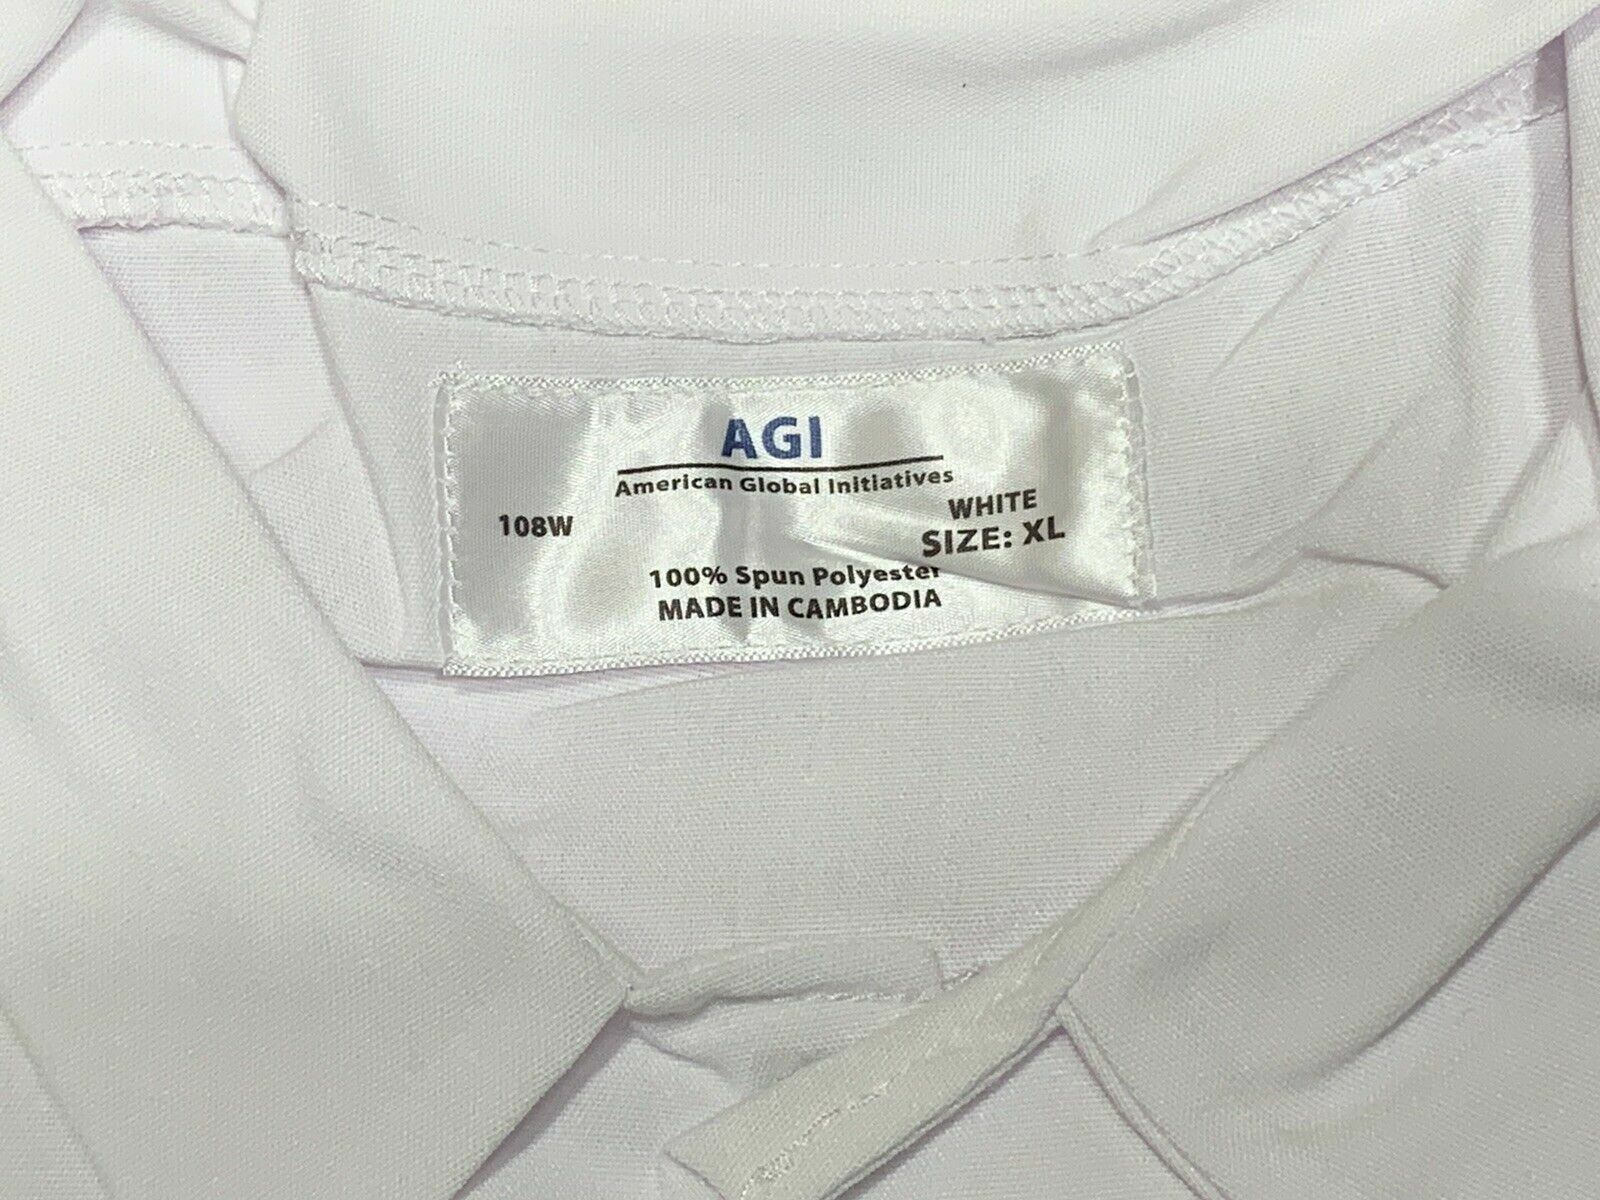 AGI
American Global Initiatives
108W
WHITE
SIZE: XL
100% Spun Polyester
MADE IN CAMBODIA